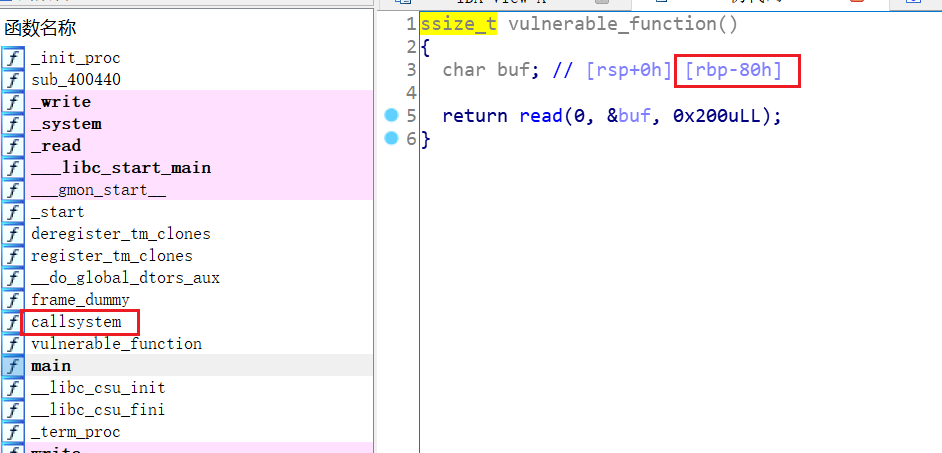 函数名称
_init_proc
sub_400440
_write
_system
_read
___libc_start_main
___gmon_start__
_start
deregister_tm_clones
register_tm_clones
__do_global_dtors_aux
frame_dummy
callsystem
vulnerable_function
main
__libc_csu_init
__libc_csu_fini
_term_proc
write
1 ssize_t vulnerable_function()
2 {
3 char buf; // [rsp+0h] [rbp-80h]
4
5 return read(0, &buf, 0x200uLL);
6 }